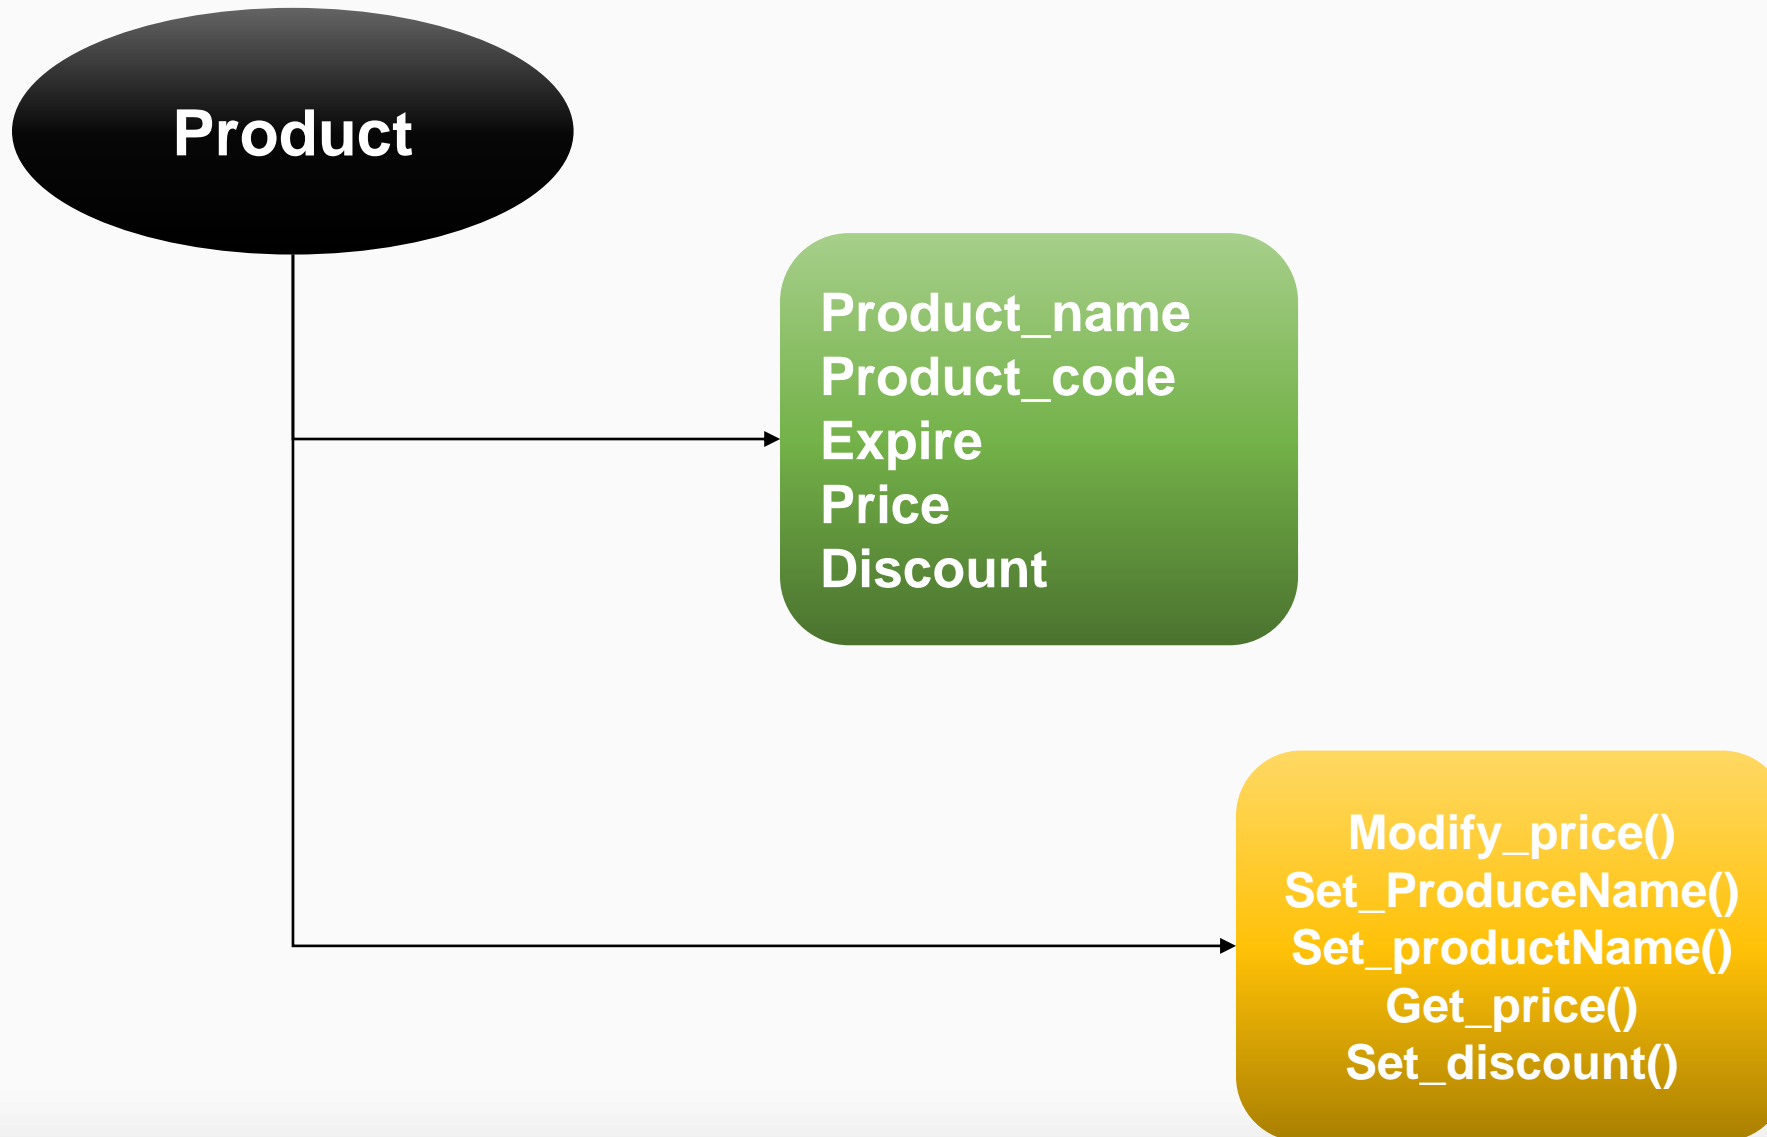 Product
Product_name
Product_code
Expire
Price
Discount
Modify_price()
Set_ProduceName()
Set_productName()
Get_price()
Set_discount()